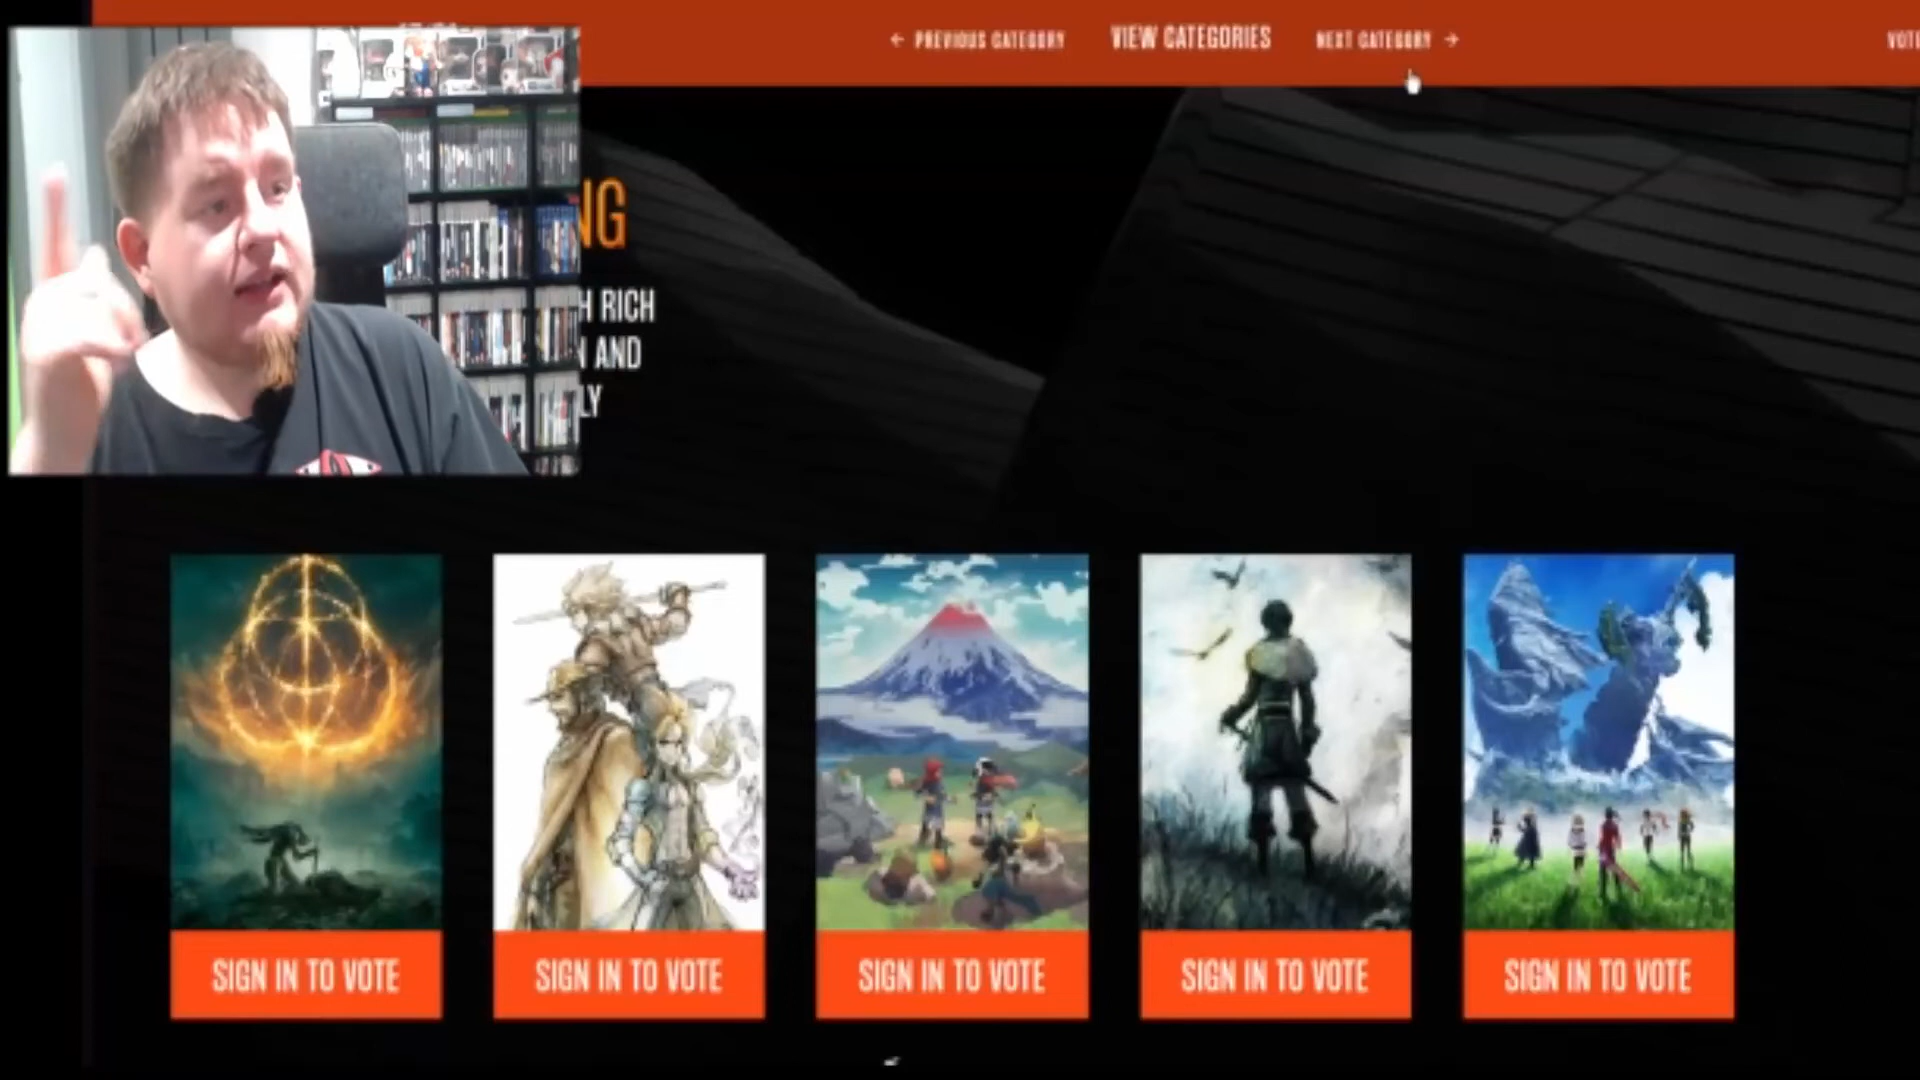 ← PREVIOUS CATEGORY
VIEW CATEGORIES
NEXT CATEGORY →
VOTE
NG
H RICH
N AND
LY
SIGN IN TO VOTE
SIGN IN TO VOTE
SIGN IN TO VOTE
SIGN IN TO VOTE
SIGN IN TO VOTE